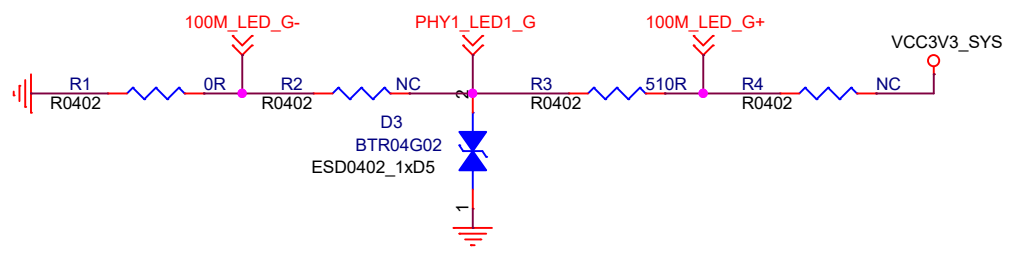 100M_LED_G- PHY1_LED1_G 100M_LED_G+
VCC3V3_SYS
R1 0R R2 NC R3 510R R4 NC
R0402 R0402 R0402 R0402
2
D3
BTR04G02
ESD0402_1xD5
1